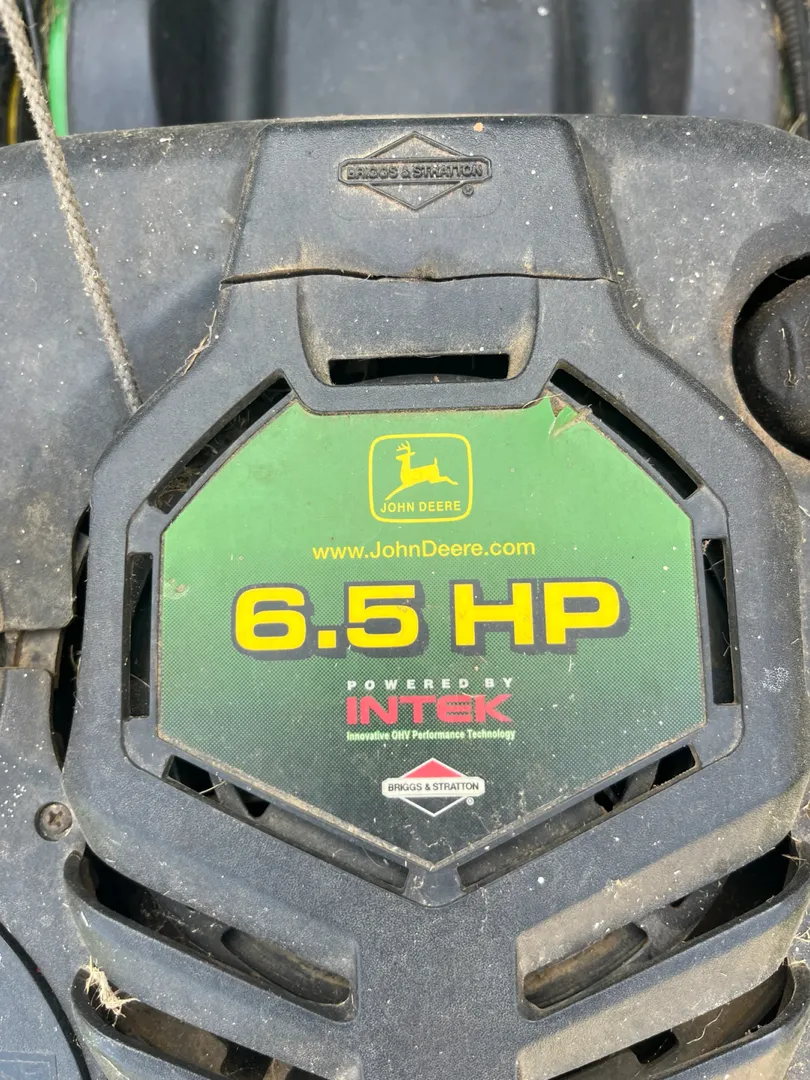 BRIGGS & STRATTON
®
JOHN DEERE
www.JohnDeere.com
6.5 HP
POWERED BY
INTEK
Innovative OHV Performance Technology
BRIGGS & STRATTON
®